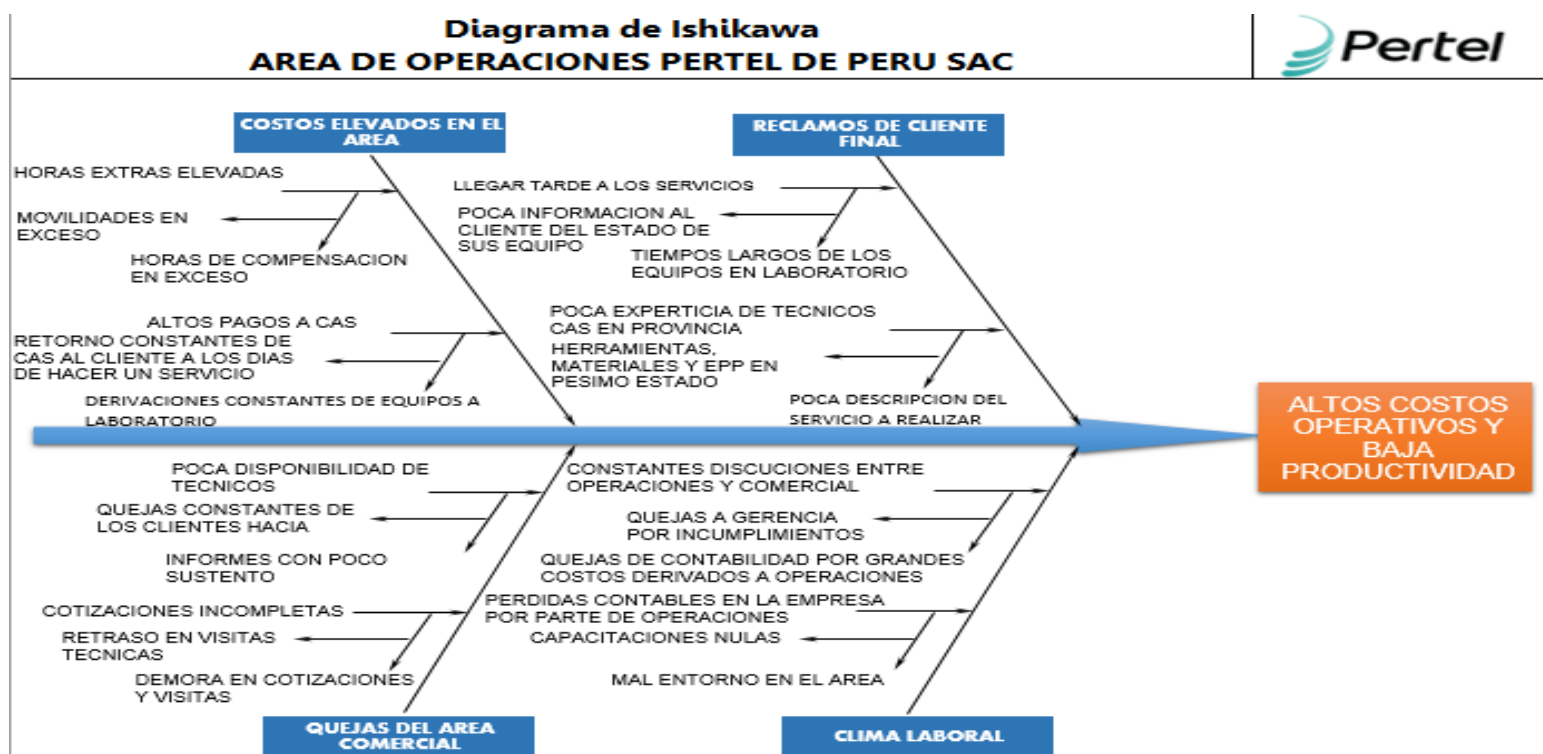 Diagrama de Ishikawa
AREA DE OPERACIONES PERTEL DE PERU SAC
Pertel
COSTOS ELEVADOS EN EL
AREA
HORAS EXTRAS ELEVADAS
MOVILIDADES EN
EXCESO
HORAS DE COMPENSACION
EN EXCESO
ALTOS PAGOS A CAS
RETORNO CONSTANTES DE
CAS AL CLIENTE A LOS DIAS
DE HACER UN SERVICIO
DERIVACIONES CONSTANTES DE EQUIPOS A
LABORATORIO
RECLAMOS DE CLIENTE
FINAL
LLEGAR TARDE A LOS SERVICIOS
POCA INFORMACION AL
CLIENTE DEL ESTADO DE
SUS EQUIPO
TIEMPOS LARGOS DE LOS
EQUIPOS EN LABORATORIO
POCA EXPERTICIA DE TECNICOS
CAS EN PROVINCIA
HERRAMIENTAS,
MATERIALES Y EPP EN
PESIMO ESTADO
POCA DESCRIPCION DEL
SERVICIO A REALIZAR
ALTOS COSTOS
OPERATIVOS Y
BAJA
PRODUCTIVIDAD
POCA DISPONIBILIDAD DE
TECNICOS
QUEJAS CONSTANTES DE
LOS CLIENTES HACIA
INFORMES CON POCO
SUSTENTO
COTIZACIONES INCOMPLETAS
RETRASO EN VISITAS
TECNICAS
DEMORA EN COTIZACIONES
Y VISITAS
QUEJAS DEL AREA
COMERCIAL
CONSTANTES DISCUCIONES ENTRE
OPERACIONES Y COMERCIAL
QUEJAS A GERENCIA
POR INCUMPLIMIENTOS
QUEJAS DE CONTABILIDAD POR GRANDES
COSTOS DERIVADOS A OPERACIONES
PERDIDAS CONTABLES EN LA EMPRESA
POR PARTE DE OPERACIONES
CAPACITACIONES NULAS
MAL ENTORNO EN EL AREA
CLIMA LABORAL